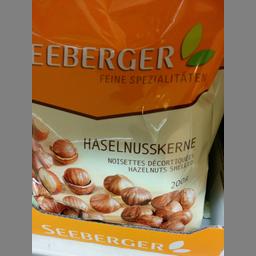 SEEBERGER
FEINE SPEZIALITÄTEN
HASELNUSSKERNE
NOISETTES DÉCORTIQUÉES
HAZELNUTS SHELLED
200g
SEEBERGER